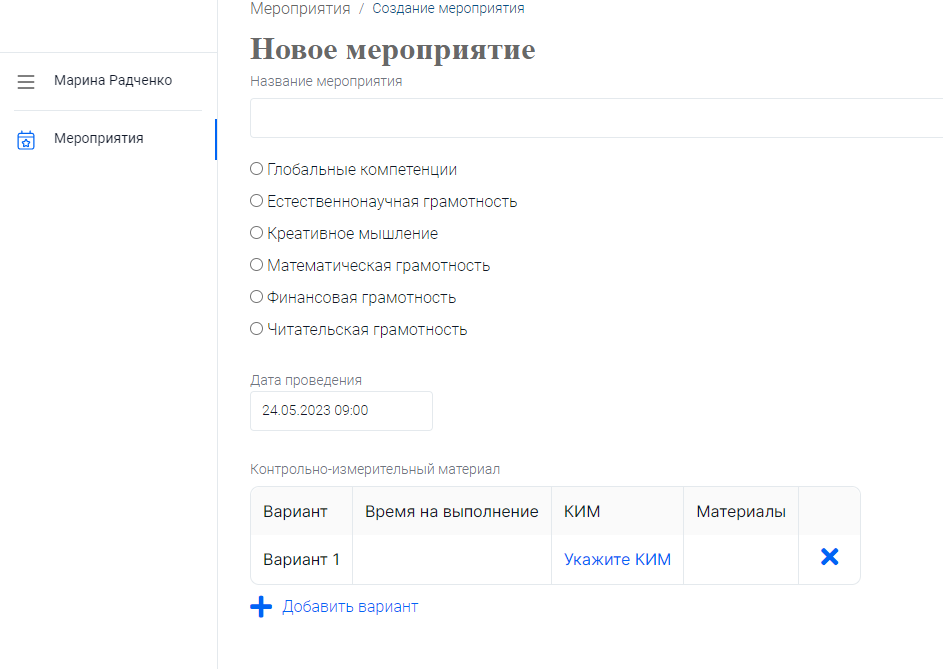 Мероприятия / Создание мероприятия
Новое мероприятие
Марина Радченко
Название мероприятия
Мероприятия
Глобальные компетенции
Естественнонаучная грамотность
Креативное мышление
Математическая грамотность
Финансовая грамотность
Читательская грамотность
Дата проведения
24.05.2023 09:00
Контрольно-измерительный материал
Вариант Время на выполнение КИМ Материалы
Вариант 1 Укажите КИМ
Добавить вариант